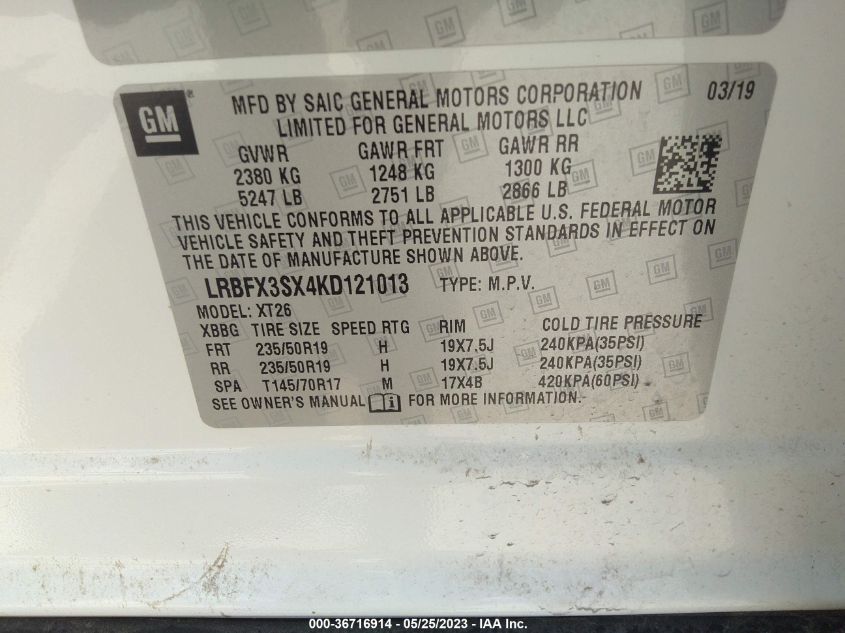 GM
MFD BY SAIC GENERAL MOTORS CORPORATION 03/19
LIMITED FOR GENERAL MOTORS LLC
GVWR GAWR FRT GAWR RR
2380 KG 1248 KG 1300 KG
5247 LB 2751 LB 2866 LB
THIS VEHICLE CONFORMS TO ALL APPLICABLE U.S. FEDERAL MOTOR
VEHICLE SAFETY AND THEFT PREVENTION STANDARDS IN EFFECT ON
THE DATE OF MANUFACTURE SHOWN ABOVE.
LRBFX3SX4KD121013 TYPE: M.P.V.
MODEL: XT26
XBBG TIRE SIZE SPEED RTG RIM COLD TIRE PRESSURE
FRT 235/50R19 H 19X7.5J 240KPA(35PSI)
RR 235/50R19 H 19X7.5J 240KPA(35PSI)
SPA T145/70R17 M 17X4B 420KPA(60PSI)
SEE OWNER'S MANUAL FOR MORE INFORMATION.
000-36716914 / 05/25/2023 - IAA Inc.